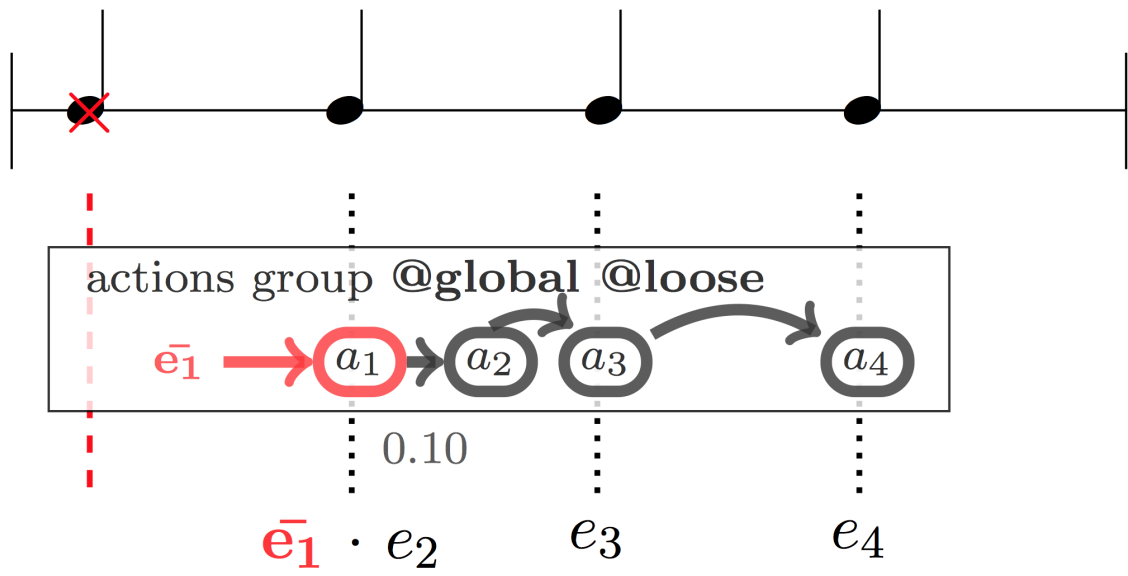 actions group @global @loose
ē₁ a₁ a₂ a₃ a₄
0.10
ē₁ · e₂ e₃ e₄